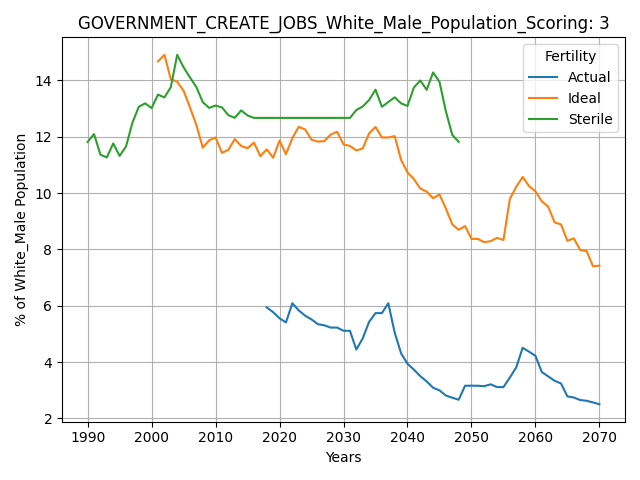 GOVERNMENT_CREATE_JOBS_White_Male_Population_Scoring: 3
Fertility
Actual
Ideal
Sterile
% of White_Male Population
14
12
10
8
6
4
2
1990 2000 2010 2020 2030 2040 2050 2060 2070
Years